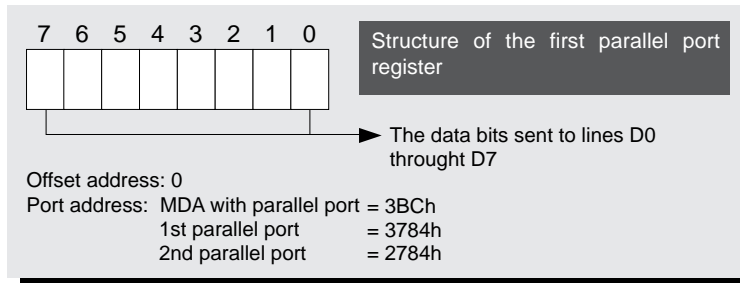 7 6 5 4 3 2 1 0
Structure of the first parallel port
register
The data bits sent to lines D0
throught D7
Offset address: 0
Port address: MDA with parallel port = 3BCh
1st parallel port = 3784h
2nd parallel port = 2784h